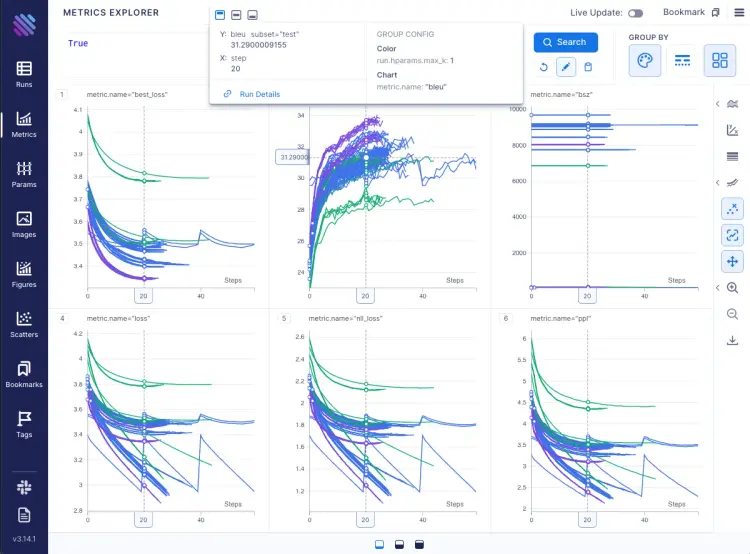 METRICS EXPLORER
Live Update:
Bookmark
True
Y: bleu subset="test"
31.2900009155
X: step
20
Run Details
GROUP CONFIG
Color
run.hparams.max_k: 1
Chart
metric.name: "bleu"
Search
GROUP BY
Runs
Metrics
Params
Images
Figures
Scatters
Bookmarks
Tags
v3.14.1
1
metric.name="best_loss"
4.1
4
3.9
3.8
3.7
3.6
3.5
3.4
Steps
0
20
40
34
32
31.29000
30
28
26
24
Steps
0
20
40
metric.name="bsz"
10000
8000
6000
4000
2000
Steps
0
20
40
4
metric.name="loss"
4.2
4
3.8
3.6
3.4
3.2
3
2.8
Steps
0
20
40
5
metric.name="nll_loss"
2.6
2.4
2.2
2
1.8
1.6
1.4
1.2
Steps
0
20
40
6
metric.name="ppl"
6
5.5
5
4.5
4
3.5
3
2.5
2
Steps
0
20
40